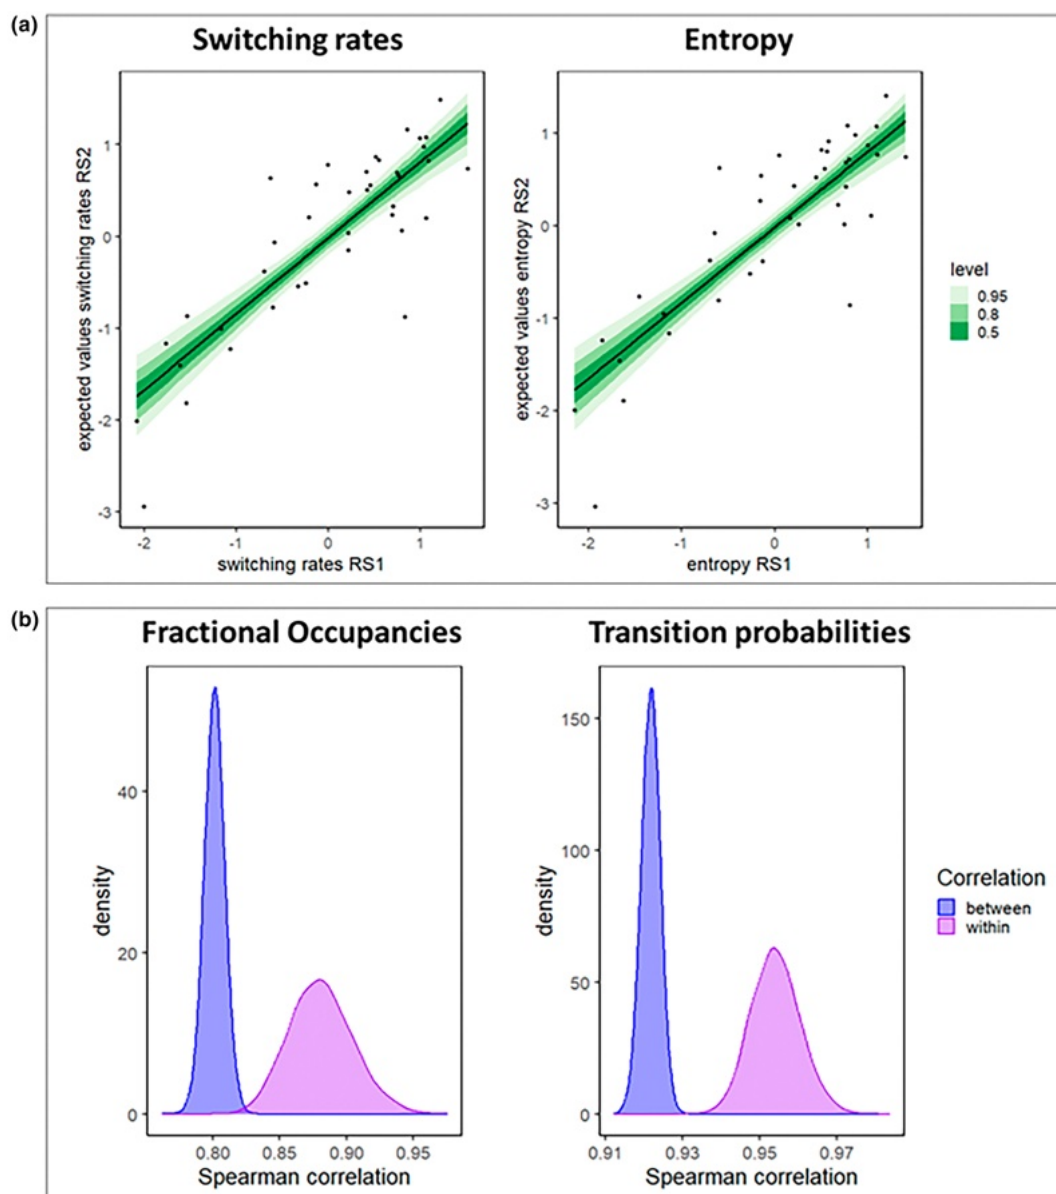 (a)
Switching rates
Entropy
expected values switching rates RS2
1
0
-1
-2
-3
-2
-1
0
1
switching rates RS1
expected values entropy RS2
1
0
-1
-2
-3
-2
-1
0
1
entropy RS1
level
0.95
0.8
0.5
(b)
Fractional Occupancies
Transition probabilities
density
40
20
0
0.80
0.85
0.90
0.95
Spearman correlation
density
150
100
50
0
0.91
0.93
0.95
0.97
Spearman correlation
Correlation
between
within